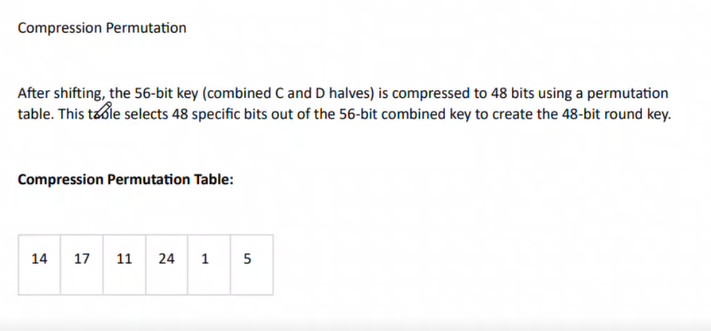 Compression Permutation
After shifting, the 56-bit key (combined C and D halves) is compressed to 48 bits using a permutation
table. This table selects 48 specific bits out of the 56-bit combined key to create the 48-bit round key.
Compression Permutation Table:
14 17 11 24 1 5